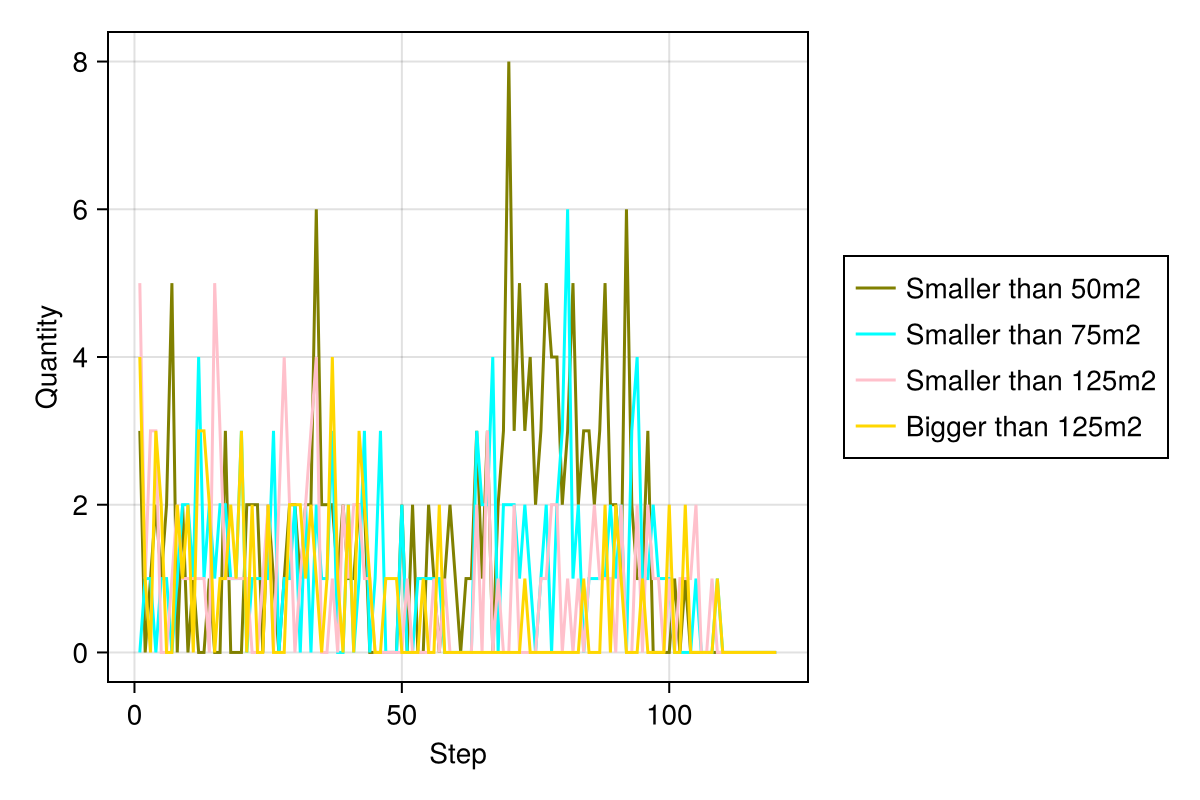 8
6
4
2
0
Quantity
0 50 100
Step
Smaller than 50m2
Smaller than 75m2
Smaller than 125m2
Bigger than 125m2